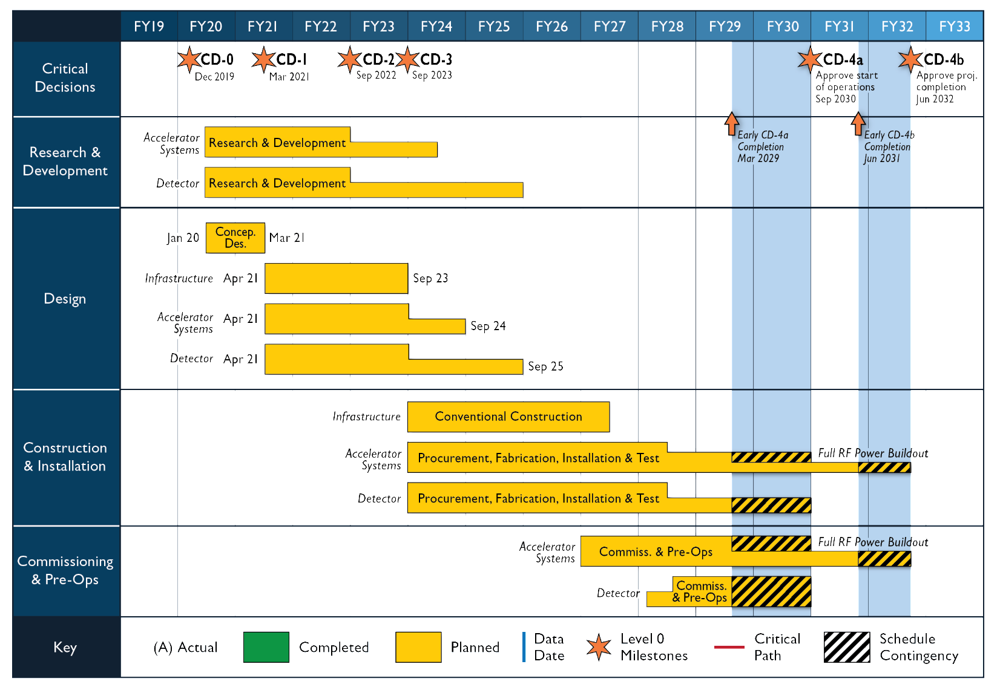 FY19 FY20 FY21 FY22 FY23 FY24 FY25 FY26 FY27 FY28 FY29 FY30 FY31 FY32 FY33
Critical
Decisions
CD-0
Dec 2019
CD-1
Mar 2021
CD-2
Sep 2022
CD-3
Sep 2023
CD-4a
Approve start
of operations
Sep 2030
CD-4b
Approve proj.
completion
Jun 2032
Early CD-4a
Completion
Mar 2029
Early CD-4b
Completion
Jun 2031
Research &
Development
Accelerator
Systems
Research & Development
Detector
Research & Development
Design
Jan 20
Concep.
Des.
Mar 21
Infrastructure
Apr 21
Sep 23
Accelerator
Systems
Apr 21
Sep 24
Detector
Apr 21
Sep 25
Construction
& Installation
Infrastructure
Conventional Construction
Accelerator
Systems
Procurement, Fabrication, Installation & Test
Full RF Power Buildout
Detector
Procurement, Fabrication, Installation & Test
Commissioning
& Pre-Ops
Accelerator
Systems
Commiss. & Pre-Ops
Full RF Power Buildout
Detector
Commiss.
& Pre-Ops
Key
(A) Actual
Completed
Planned
Data
Date
Level 0
Milestones
Critical
Path
Schedule
Contingency